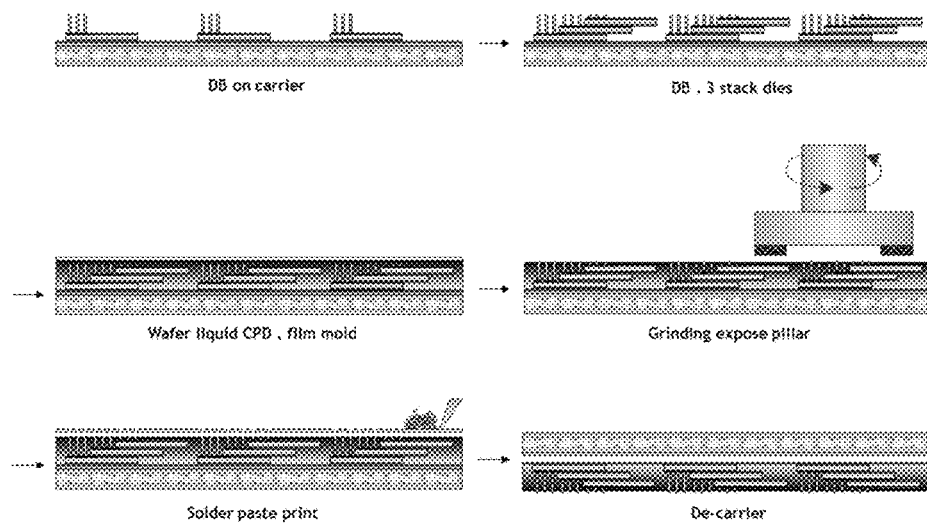 DB on carrier
DB , 3 stack dies
Wafer liquid CPD , film mold
Grinding expose pillar
Solder paste print
De-carrier